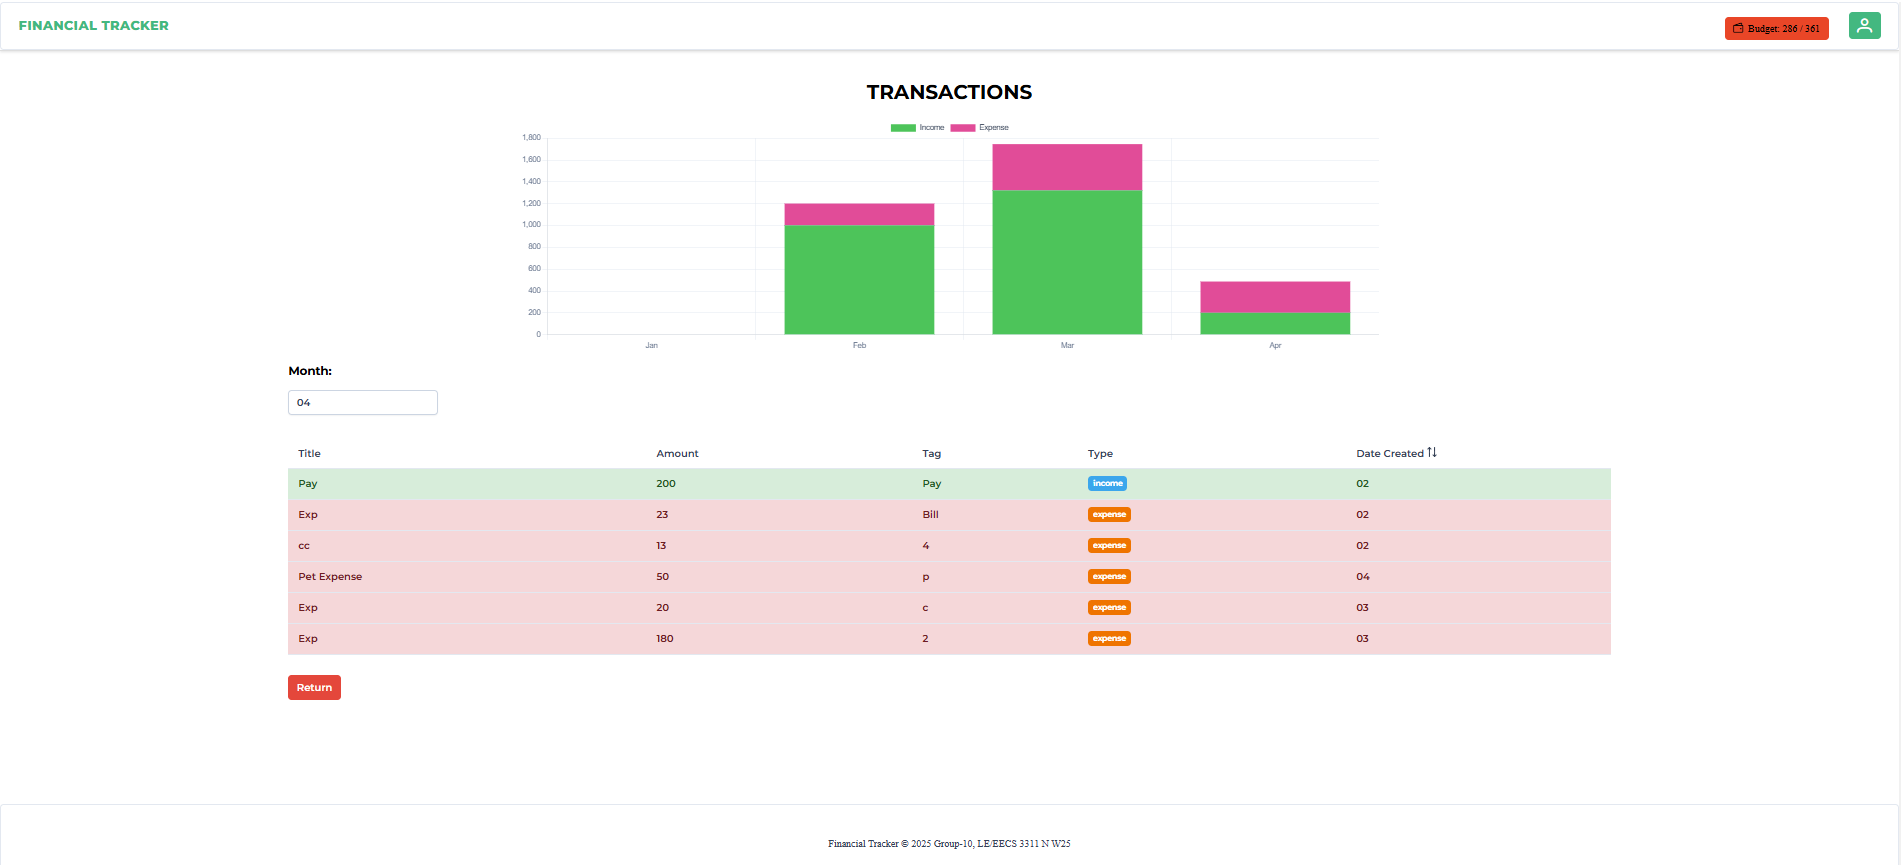 FINANCIAL TRACKER
Budget: 286 / 361
TRANSACTIONS
Income Expense
1,800
1,600
1,400
1,200
1,000
800
600
400
200
0
Jan Feb Mar Apr
Month:
04
Title Amount Tag Type Date Created
Pay 200 Pay income 02
Exp 23 Bill expense 02
cc 13 4 expense 02
Pet Expense 50 p expense 04
Exp 20 c expense 03
Exp 180 2 expense 03
Return
Financial Tracker © 2025 Group-10, LE/EECS 3311 N W25